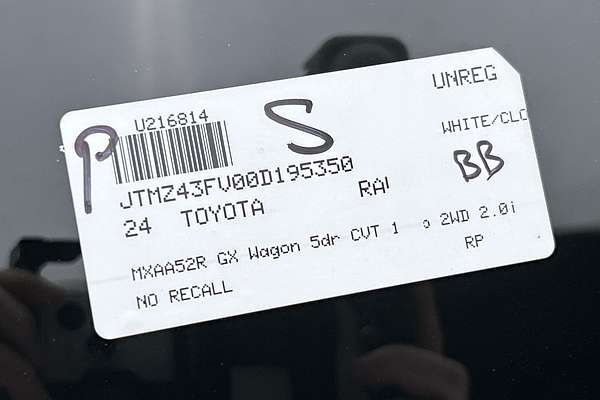 UNREG
U216814
P
S
WHITE/CLO
BB
JTMZ43FV00D195350
24 TOYOTA RA
MXAA52R GX Wagon 5dr CVT 1 2WD 2.0i
RP
NO RECALL